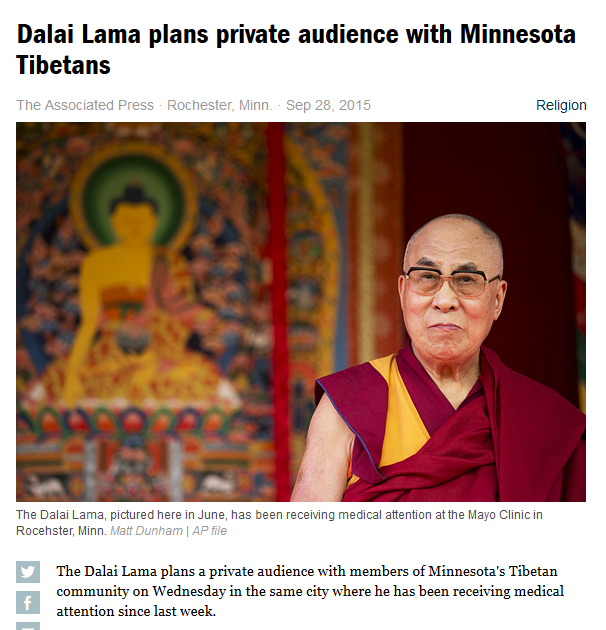 Dalai Lama plans private audience with Minnesota
Tibetans
The Associated Press · Rochester, Minn. · Sep 28, 2015
Religion
The Dalai Lama, pictured here in June, has been receiving medical attention at the Mayo Clinic in
Rocehster, Minn. Matt Dunham | AP file
The Dalai Lama plans a private audience with members of Minnesota's Tibetan
community on Wednesday in the same city where he has been receiving medical
attention since last week.